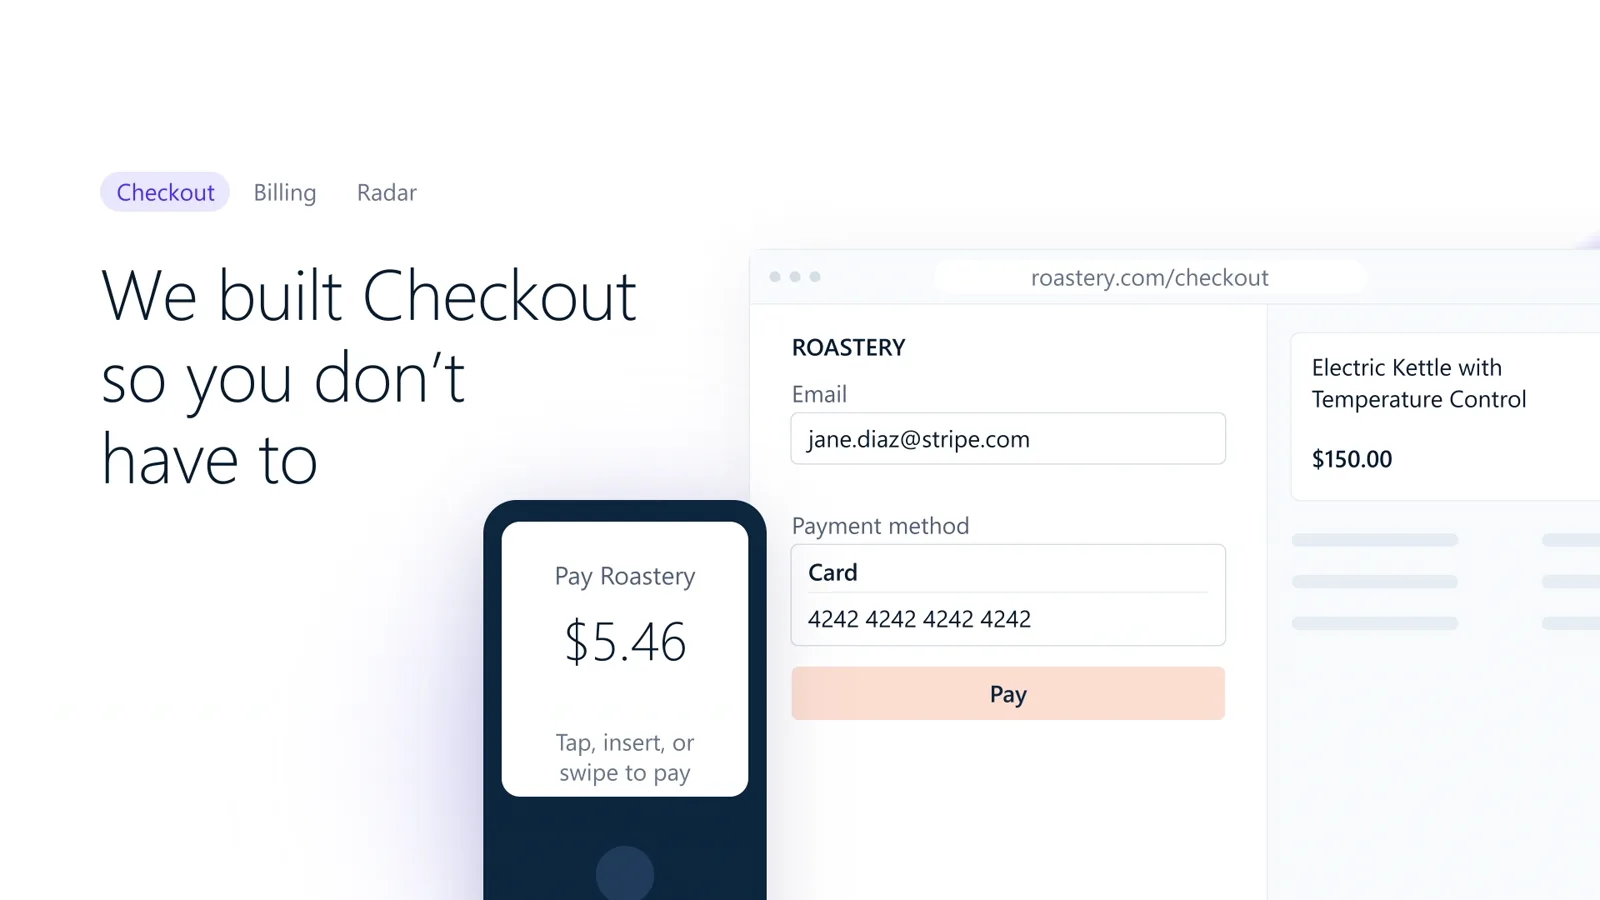 Checkout Billing Radar
We built Checkout
so you don’t
have to
roastery.com/checkout
ROASTERY
Email
jane.diaz@stripe.com
Payment method
Card
4242 4242 4242 4242
Pay
Electric Kettle with
Temperature Control
$150.00
Pay Roastery
$5.46
Tap, insert, or
swipe to pay